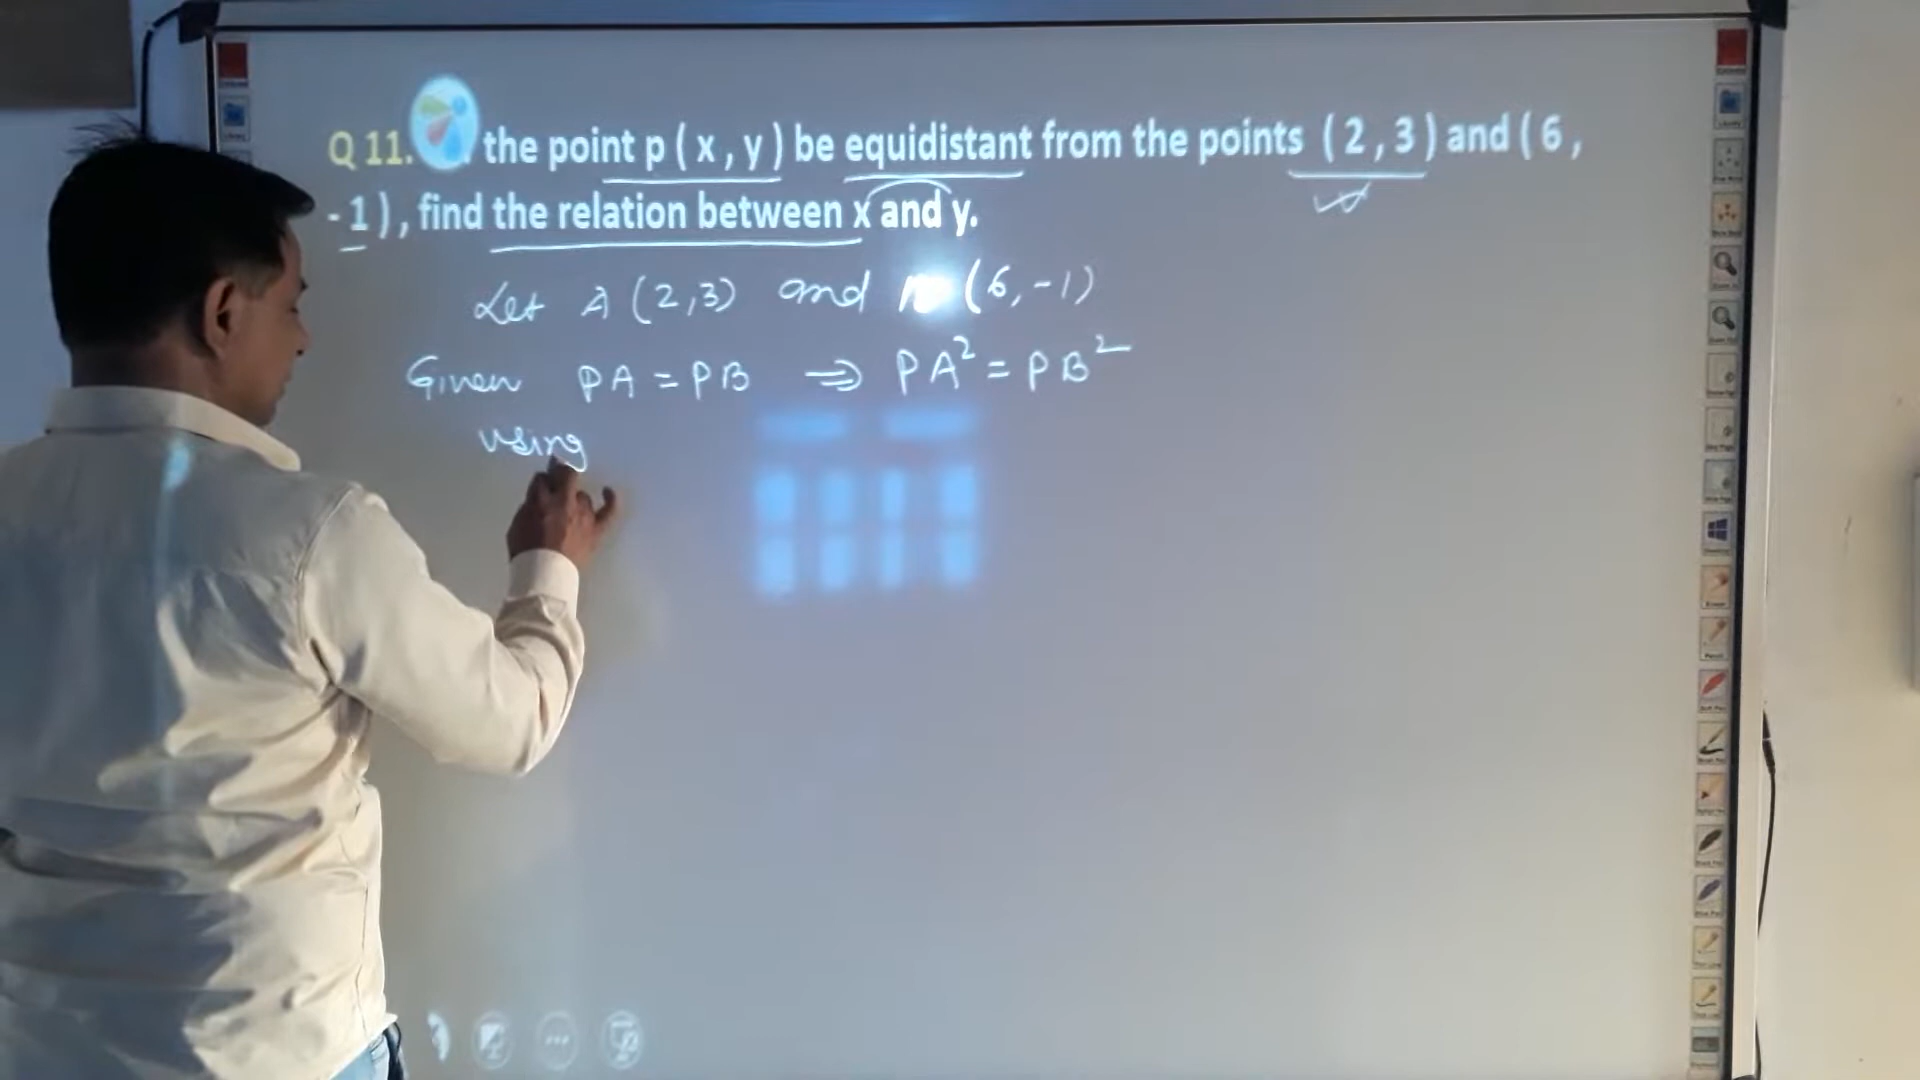 Q 11. the point p ( x , y ) be equidistant from the points ( 2 , 3 ) and ( 6 ,
- 1 ) , find the relation between x and y.
Let A (2,3) and (6,-1)
Given PA = PB ⇒ PA² = PB²
using